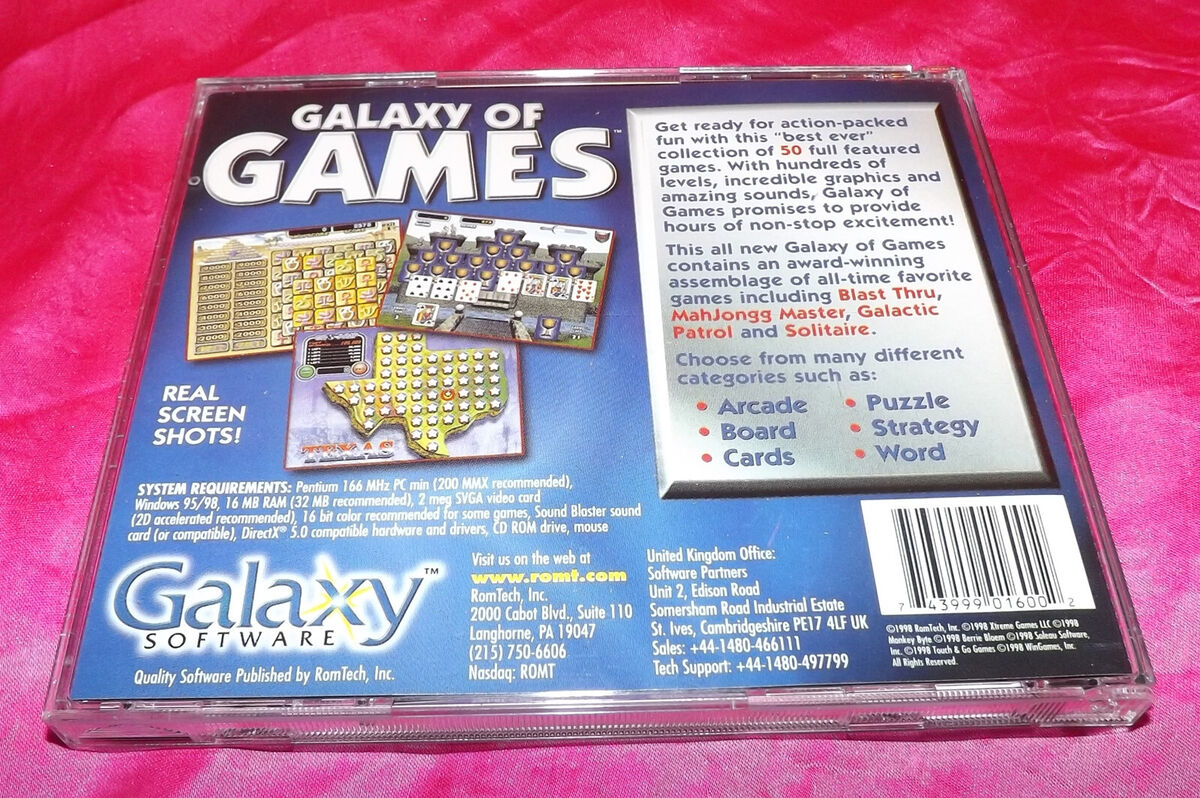 GALAXY OF
GAMES™
Get ready for action-packed
fun with this "best ever"
collection of 50 full featured
games. With hundreds of
levels, incredible graphics and
amazing sounds, Galaxy of
Games promises to provide
hours of non-stop excitement!
This all new Galaxy of Games
contains an award-winning
assemblage of all-time favorite
games including Blast Thru,
MahJongg Master, Galactic
Patrol and Solitaire.
Choose from many different
categories such as:
• Arcade
• Board
• Cards
• Puzzle
• Strategy
• Word
TEXAS
REAL
SCREEN
SHOTS!
SYSTEM REQUIREMENTS: Pentium 166 MHz PC min (200 MMX recommended),
Windows 95/98, 16 MB RAM (32 MB recommended), 2 meg SVGA video card
(2D accelerated recommended), 16 bit color recommended for some games, Sound Blaster sound
card (or compatible), DirectX® 5.0 compatible hardware and drivers, CD ROM drive, mouse
Galaxy™
SOFTWARE
Quality Software Published by RomTech, Inc.
Visit us on the web at
www.romt.com
RomTech, Inc.
2000 Cabot Blvd., Suite 110
Langhorne, PA 19047
(215) 750-6606
Nasdaq: ROMT
United Kingdom Office:
Software Partners
Unit 2, Edison Road
Somersham Road Industrial Estate
St. Ives, Cambridgeshire PE17 4LF UK
Sales: +44-1480-466111
Tech Support: +44-1480-497799
7 43999 01600 2
©1998 RomTech, Inc. ©1998 Xtreme Games LLC ©1998
Monkey Byte ©1998 Berrie Bloem ©1998 Soleau Software,
Inc. ©1998 Touch & Go Games ©1998 WinGames, Inc.
All Rights Reserved.